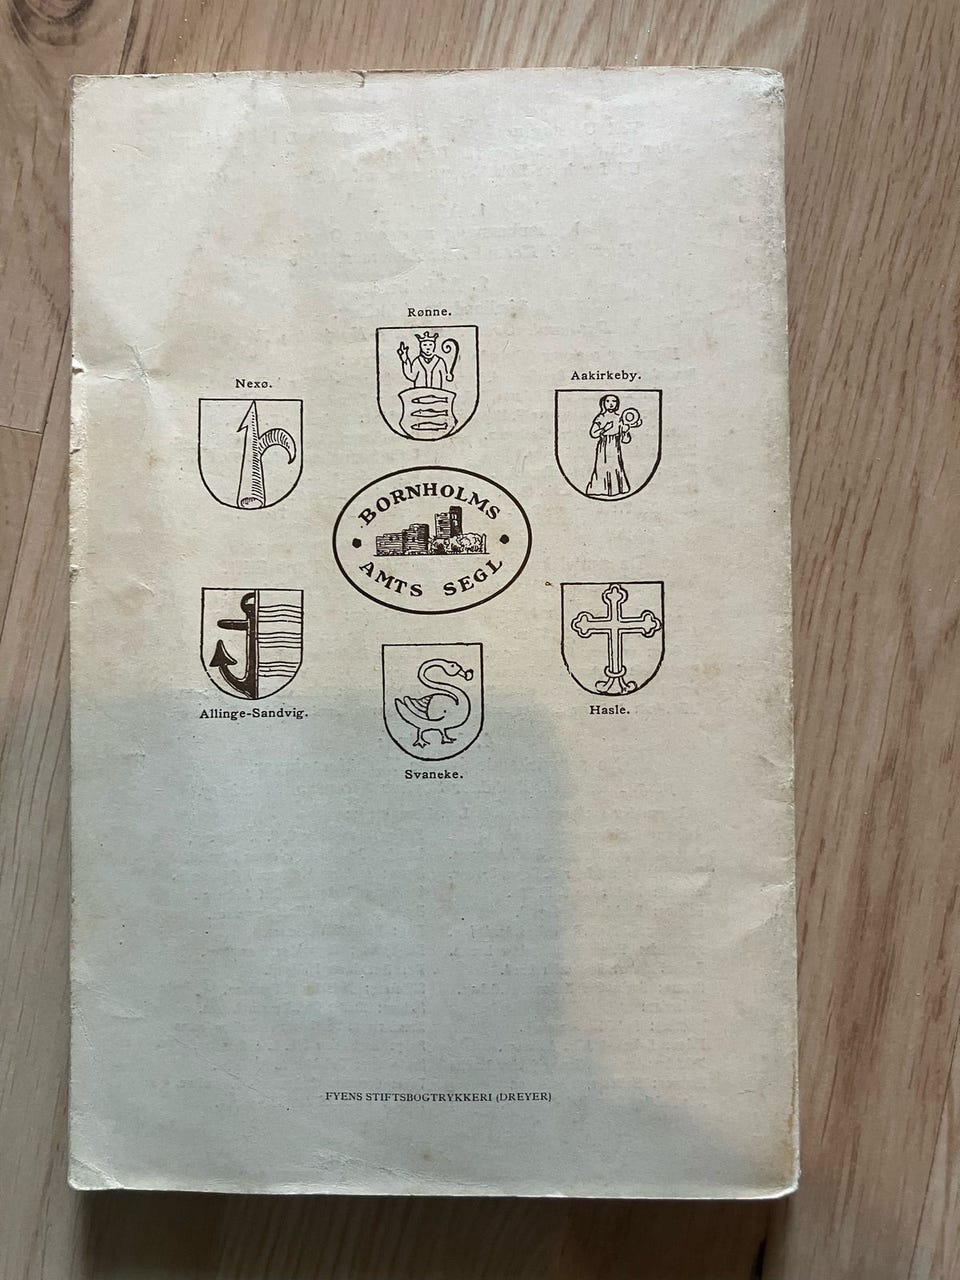 Rønne.
Aakirkeby.
Nexø.
BORNHOLMS
AMTS SEGL
Allinge-Sandvig.
Hasle.
Svaneke.
FYENS STIFTSBOGTRYKKERI (DREYER)